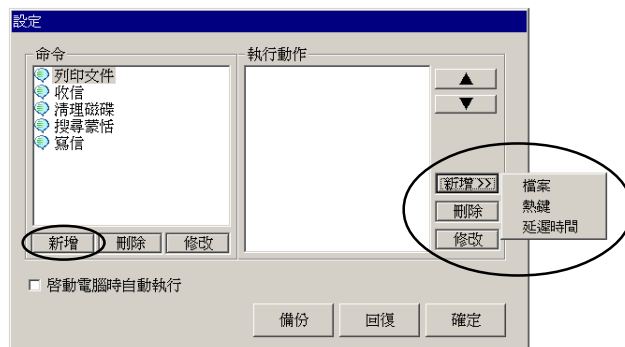 設定
命令
列印文件
收信
清理磁碟
搜尋蒙恬
寫信
新增
刪除
修改
執行動作
▲
▼
新增>>
刪除
修改
檔案
熱鍵
延遲時間
啓動電腦時自動執行
備份
回復
確定